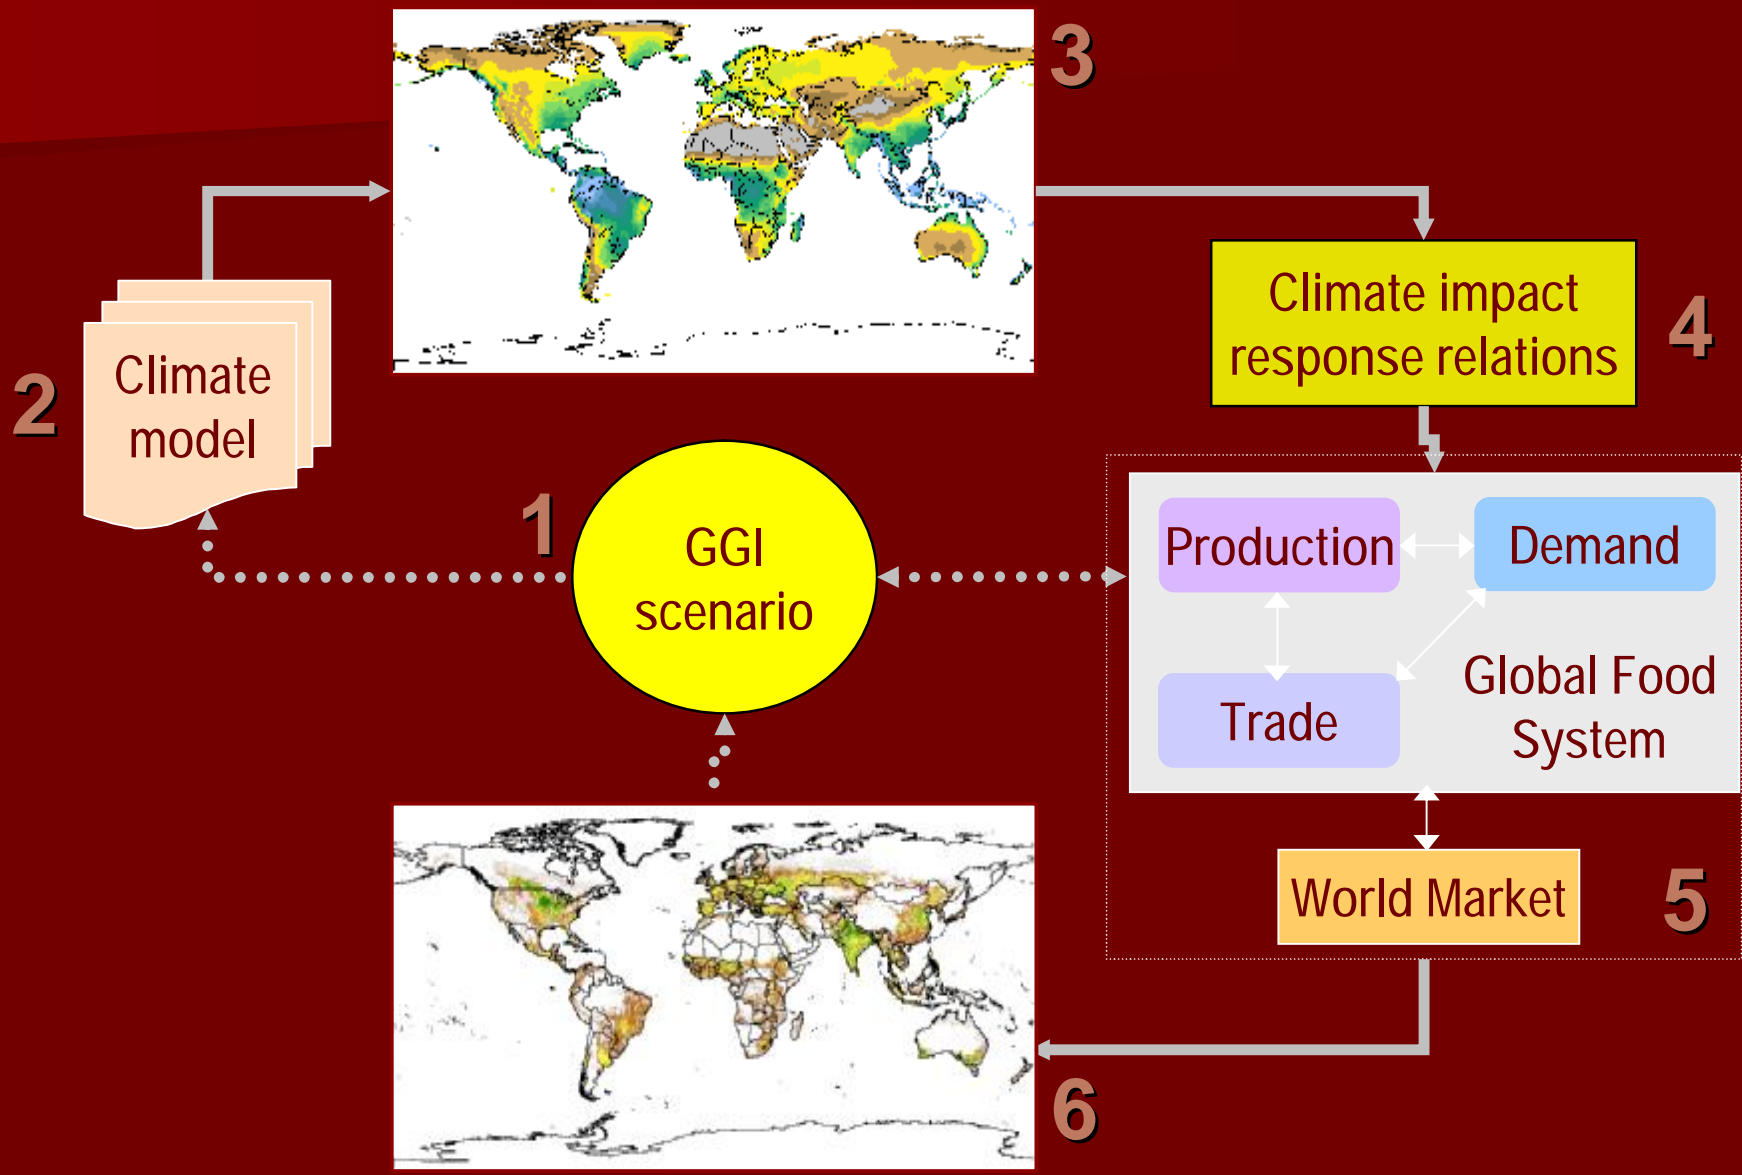 3
Climate impact
response relations
4
2
Climate
model
1
GGI
scenario
Production
Demand
Trade
Global Food
System
World Market
5
6